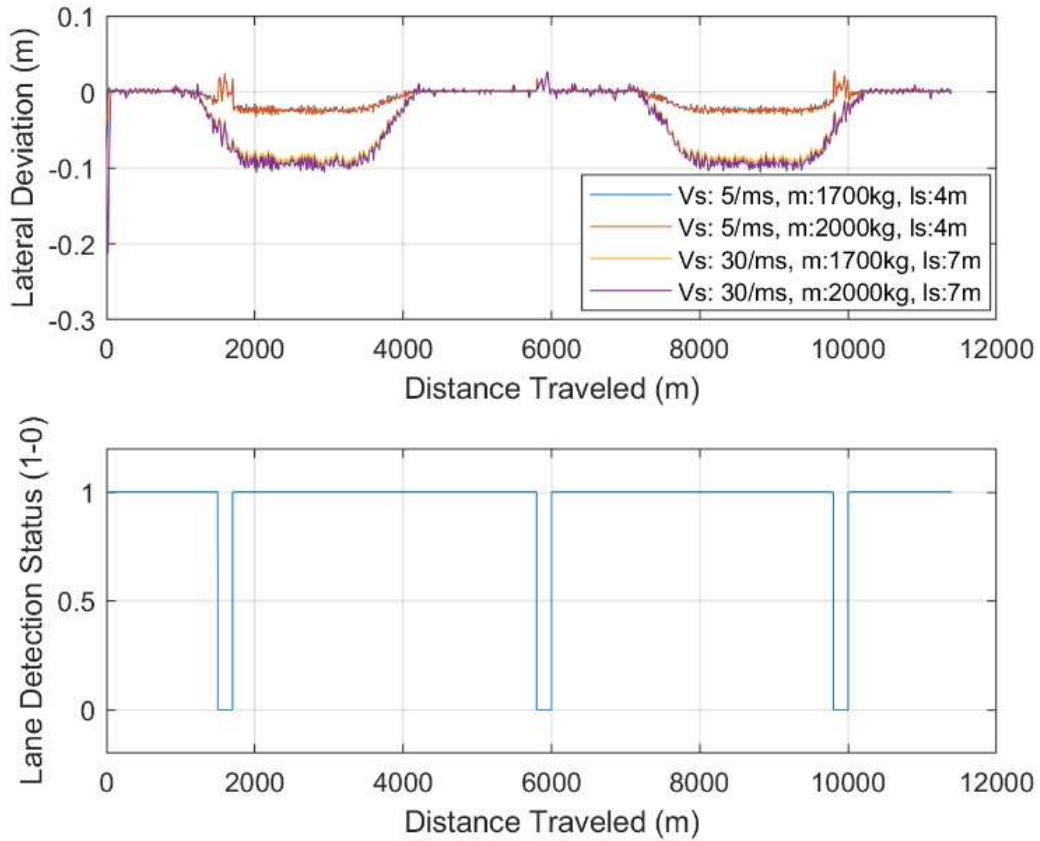 0.1
0
-0.1
-0.2
-0.3
Lateral Deviation (m)
Vs: 5/ms, m:1700kg, ls:4m
Vs: 5/ms, m:2000kg, ls:4m
Vs: 30/ms, m:1700kg, ls:7m
Vs: 30/ms, m:2000kg, ls:7m
0 2000 4000 6000 8000 10000 12000
Distance Traveled (m)
1
0.5
0
Lane Detection Status (1-0)
0 2000 4000 6000 8000 10000 12000
Distance Traveled (m)